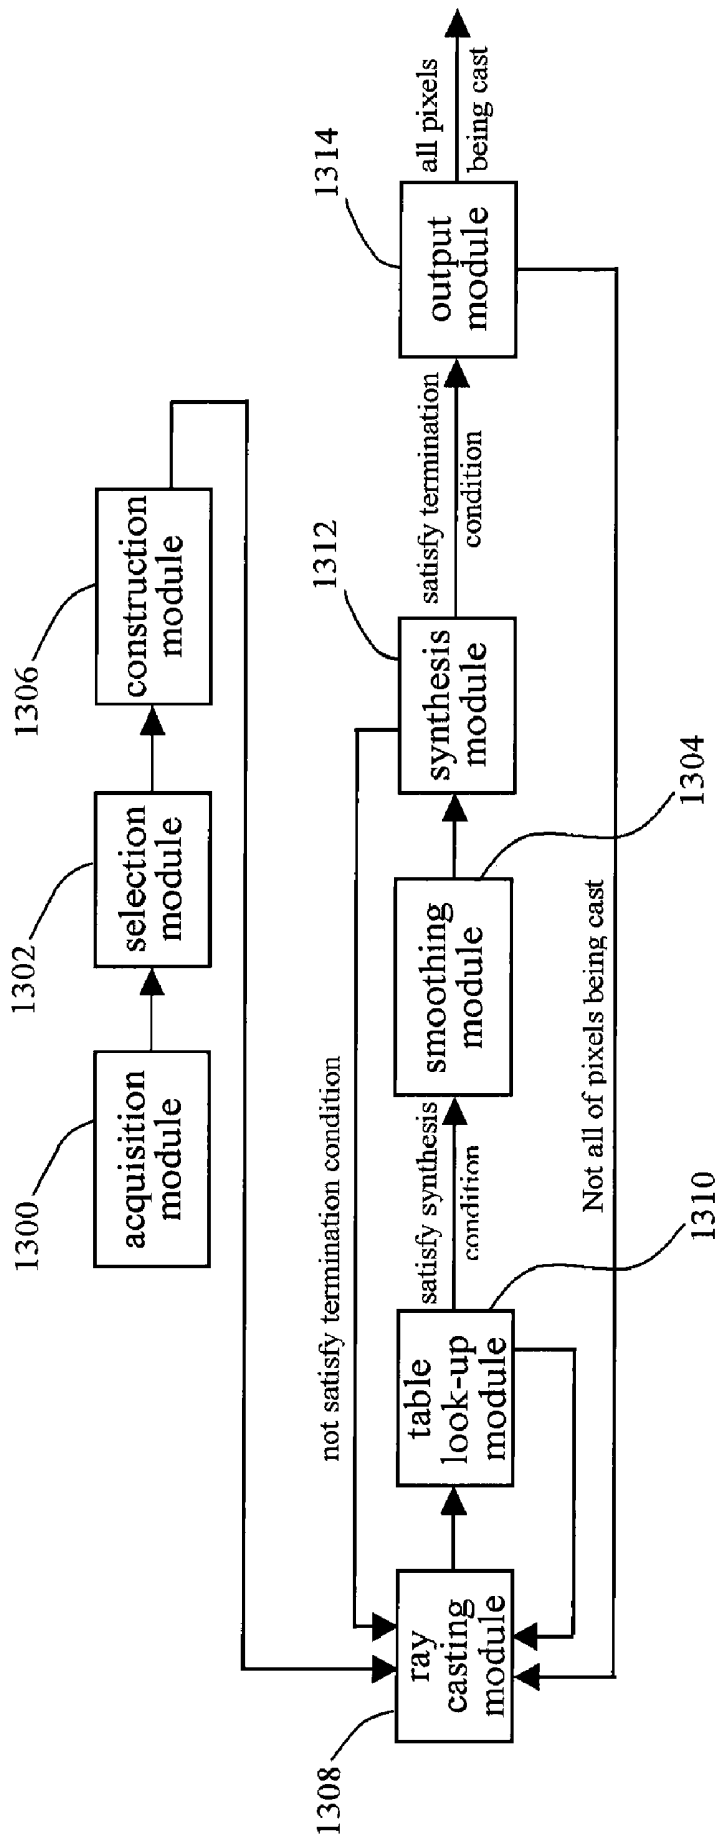 1300
acquisition
module
1302
selection
module
1306
construction
module
not satisfy termination condition
1308
ray
casting
module
table
look-up
module
1310
satisfy synthesis
condition
smoothing
module
1304
synthesis
module
1312
satisfy termination
condition
output
module
1314
all pixels
being cast
Not all of pixels being cast